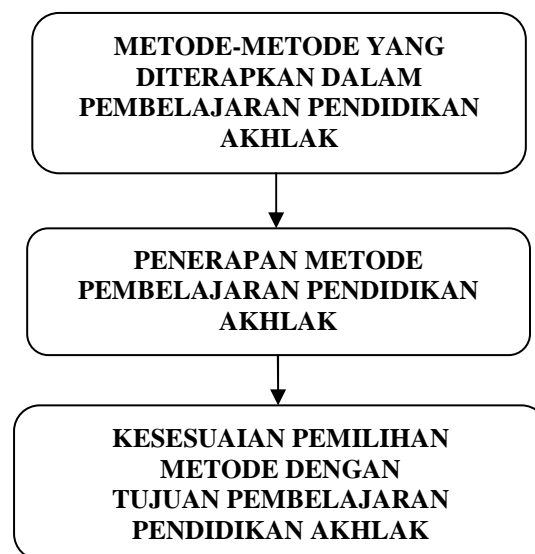 METODE-METODE YANG
DITERAPKAN DALAM
PEMBELAJARAN PENDIDIKAN
AKHLAK
PENERAPAN METODE
PEMBELAJARAN PENDIDIKAN
AKHLAK
KESESUAIAN PEMILIHAN
METODE DENGAN
TUJUAN PEMBELAJARAN
PENDIDIKAN AKHLAK